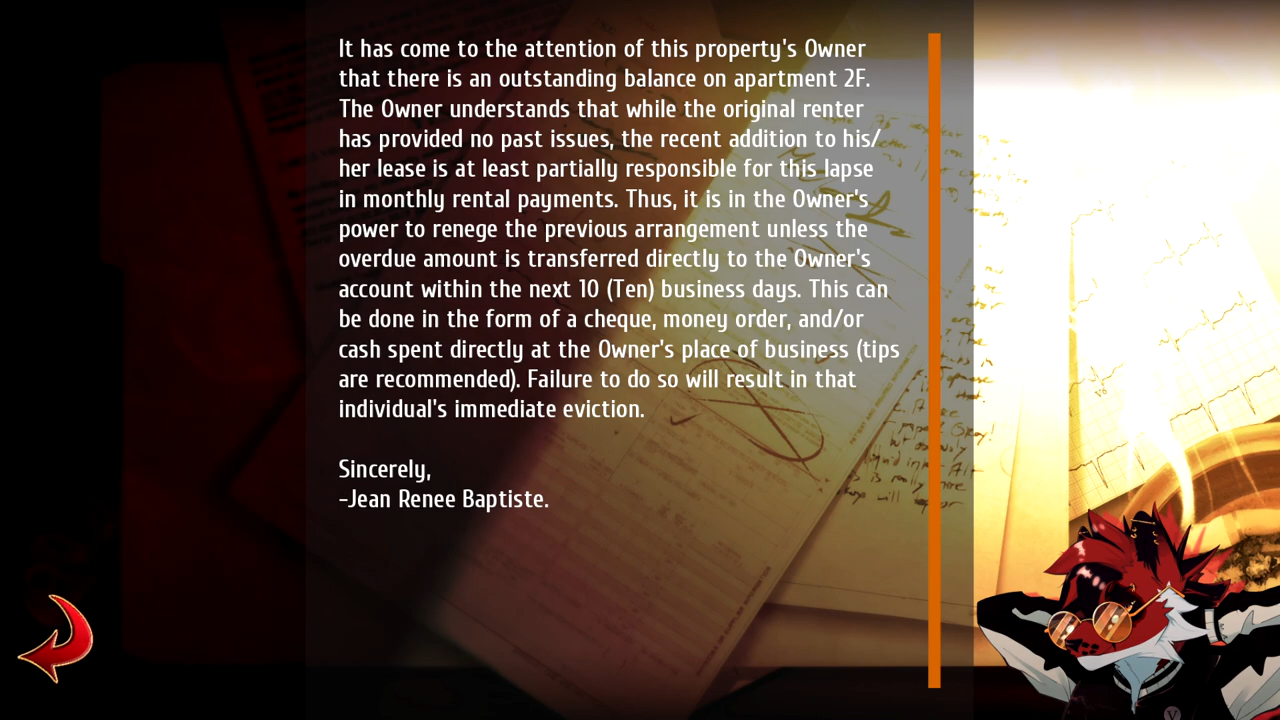 It has come to the attention of this property's Owner
that there is an outstanding balance on apartment 2F.
The Owner understands that while the original renter
has provided no past issues, the recent addition to his/
her lease is at least partially responsible for this lapse
in monthly rental payments. Thus, it is in the Owner's
power to renege the previous arrangement unless the
overdue amount is transferred directly to the Owner's
account within the next 10 (Ten) business days. This can
be done in the form of a cheque, money order, and/or
cash spent directly at the Owner's place of business (tips
are recommended). Failure to do so will result in that
individual's immediate eviction.
Sincerely,
-Jean Renee Baptiste.
V